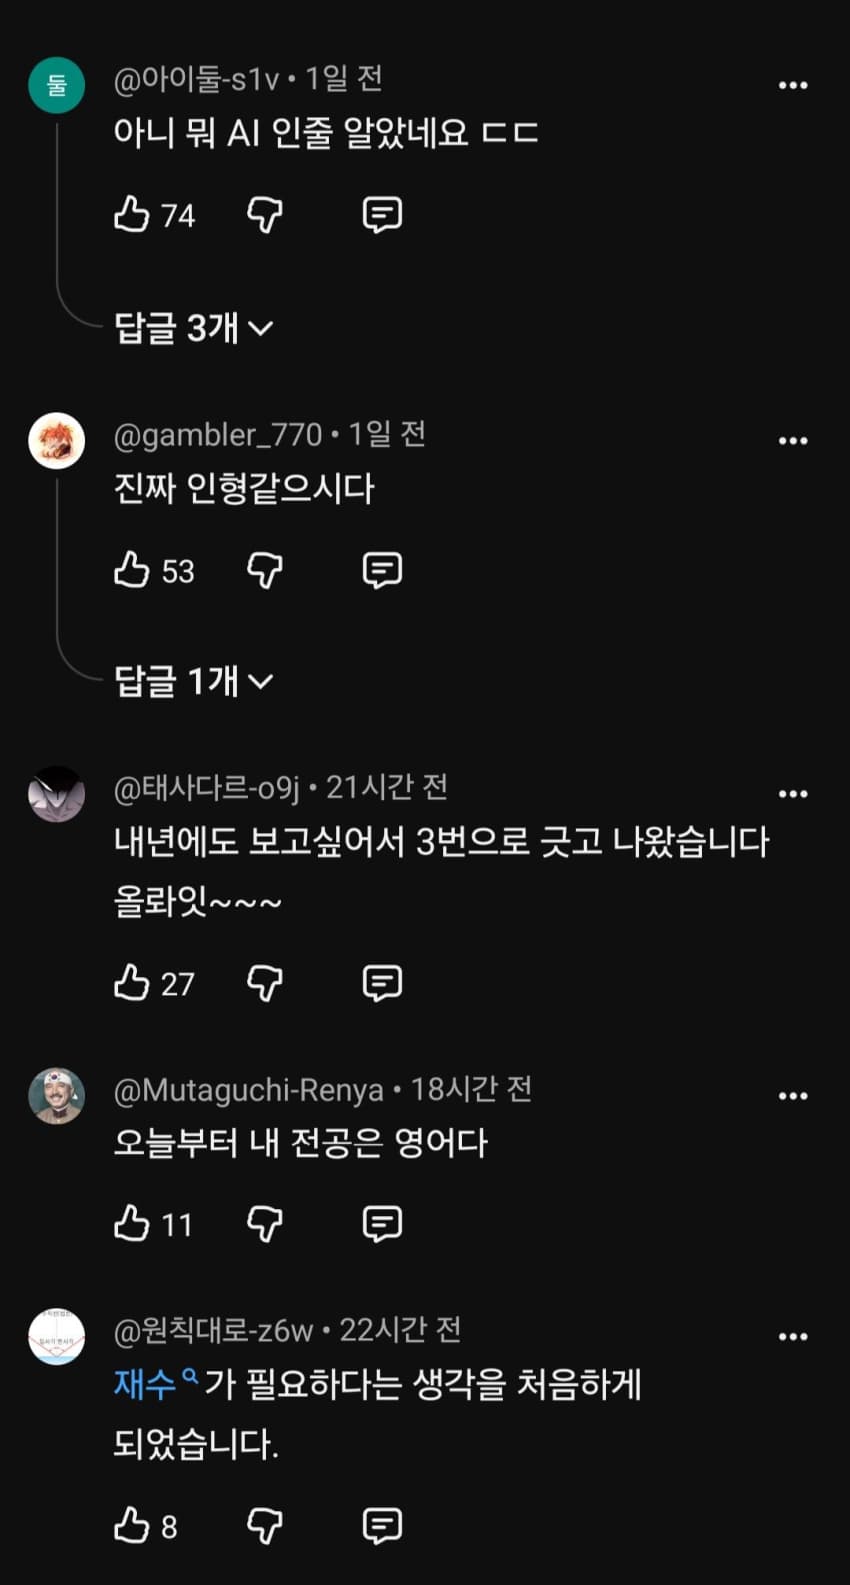 둘
@아이둘-s1v • 1일 전
아니 뭐 AI 인줄 알았네요 ㄷㄷ
74
답글 3개
@gambler_770 • 1일 전
진짜 인형같으시다
53
답글 1개
@태사다르-o9j • 21시간 전
내년에도 보고싶어서 3번으로 긋고 나왔습니다
올롸잇~~~
27
@Mutaguchi-Renya • 18시간 전
오늘부터 내 전공은 영어다
11
@원칙대로-z6w • 22시간 전
재수 가 필요하다는 생각을 처음하게
되었습니다.
8